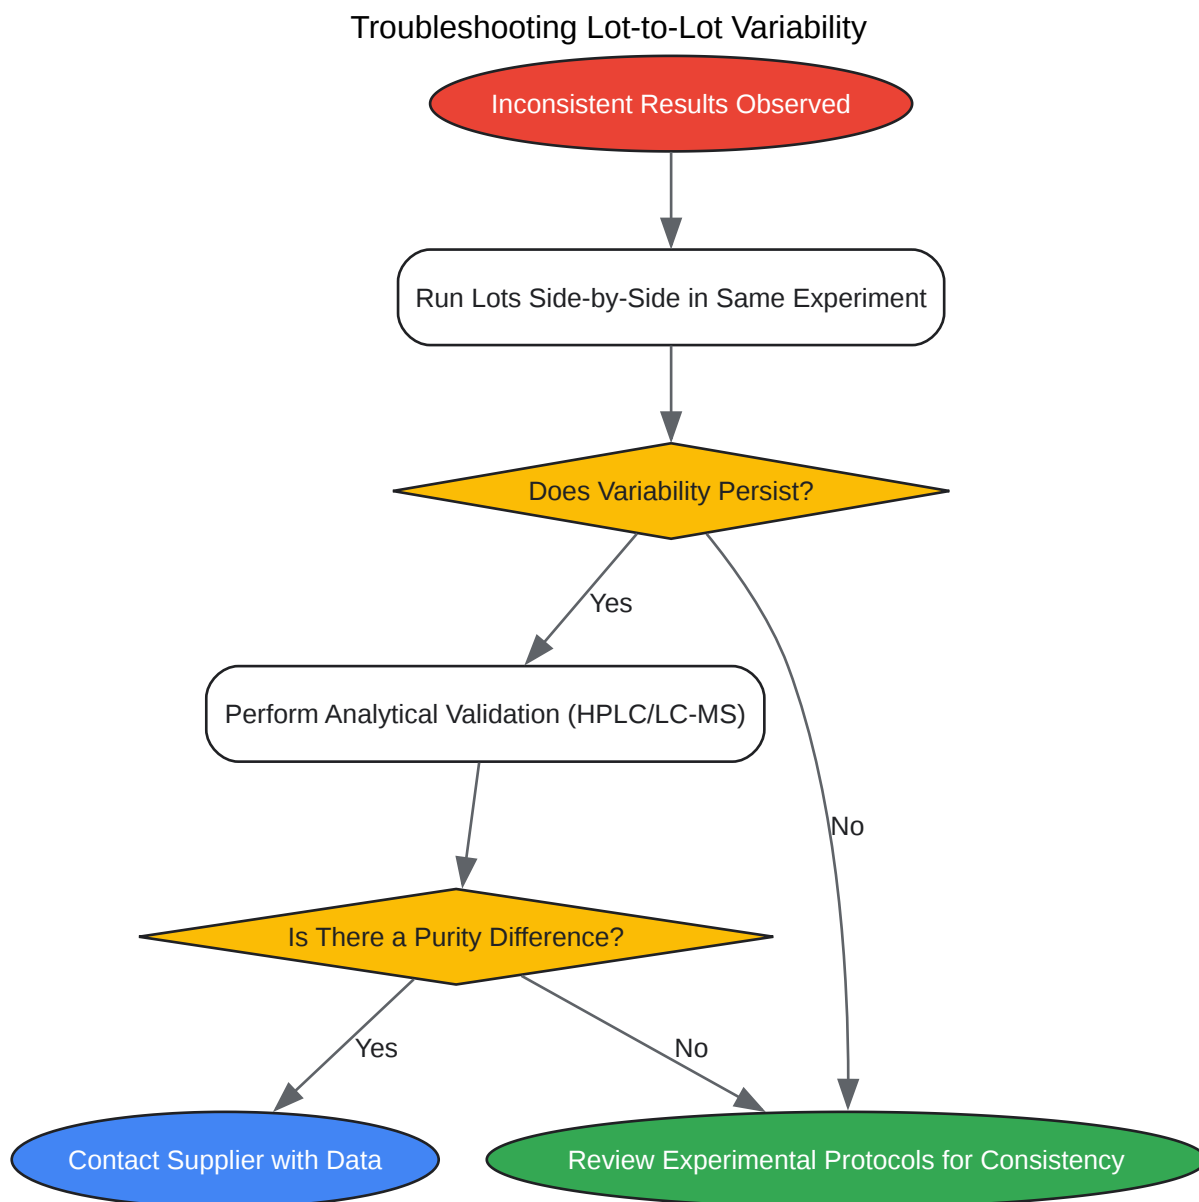 Troubleshooting Lot-to-Lot Variability
Inconsistent Results Observed
Run Lots Side-by-Side in Same Experiment
Does Variability Persist?
Yes
Perform Analytical Validation (HPLC/LC-MS)
No
Is There a Purity Difference?
Yes
No
Contact Supplier with Data
Review Experimental Protocols for Consistency